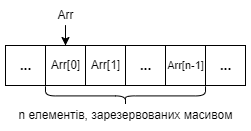 Arr
... Arr[0] Arr[1] ... Arr[n-1] ...
n елементів, зарезервованих масивом